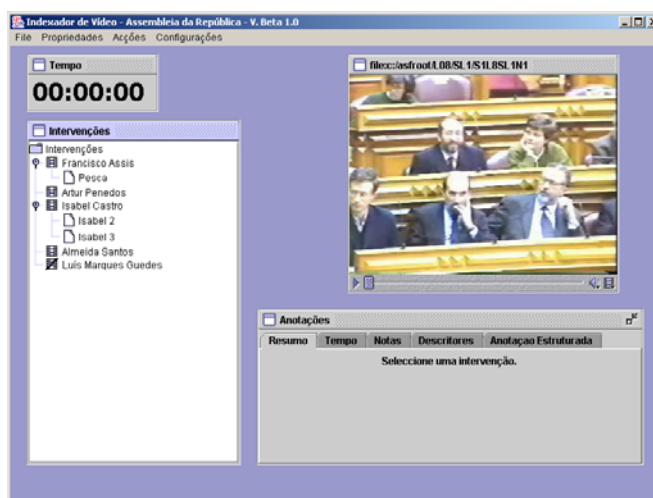 Indexador de Vídeo - Assembleia da República - V. Beta 1.0
File Propriedades Acções Configurações
Tempo
00:00:00
file:c:/asfroot/L08/SL1/S1L8SL1N1
Intervenções
Intervenções
Francisco Assis
Pesca
Artur Penedos
Isabel Castro
Isabel 2
Isabel 3
Almeida Santos
Luís Marques Guedes
Anotações
Resumo Tempo Notas Descritores Anotaçao Estruturada
Seleccione uma intervenção.